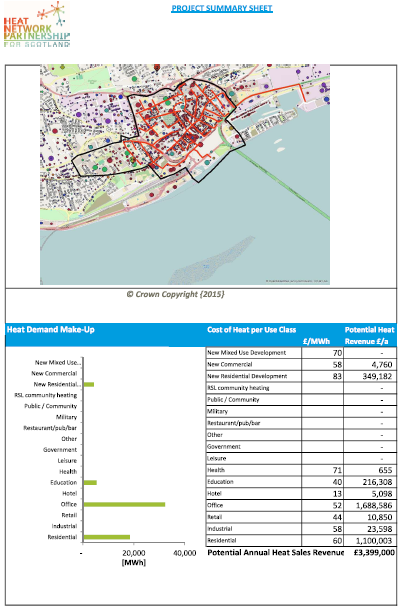 PROJECT SUMMARY SHEET
HEAT
NETWORK
PARTNERSHIP
FOR SCOTLAND
© Crown Copyright {2015}
Heat Demand Make-Up
New Mixed Use...
New Commercial
New Residential...
RSL community heating
Public / Community
Military
Restaurant/pub/bar
Other
Government
Leisure
Health
Education
Hotel
Office
Retail
Industrial
Residential
- 20,000 40,000
[MWh]
Cost of Heat per Use Class Potential Heat
£/MWh Revenue £/a
New Mixed Use Development 70 -
New Commercial 58 4,760
New Residential Development 83 349,182
RSL community heating -
Public / Community -
Military -
Restaurant/pub/bar -
Other -
Government -
Leisure -
Health 71 655
Education 40 216,308
Hotel 13 5,098
Office 52 1,688,586
Retail 44 10,850
Industrial 58 23,598
Residential 60 1,100,003
Potential Annual Heat Sales Revenue £3,399,000